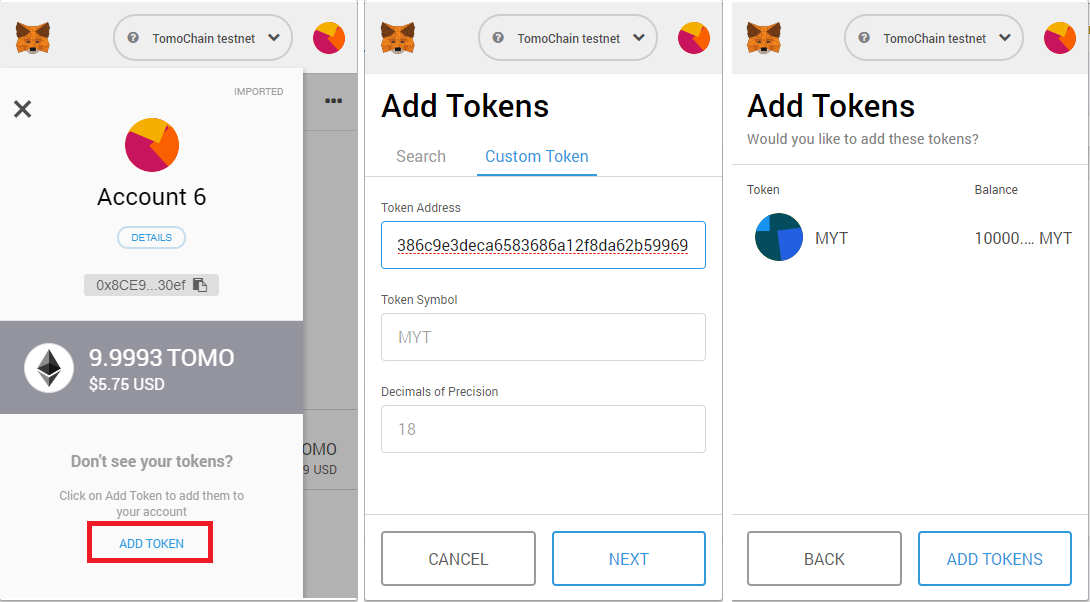 TomoChain testnet
IMPORTED
Account 6
DETAILS
0x8CE9...30ef
9.9993 TOMO
$5.75 USD
Don't see your tokens?
Click on Add Token to add them to
your account
ADD TOKEN
OMO
9 USD
TomoChain testnet
Add Tokens
Search
Custom Token
Token Address
386c9e3deca6583686a12f8da62b59969
Token Symbol
MYT
Decimals of Precision
18
CANCEL
NEXT
TomoChain testnet
Add Tokens
Would you like to add these tokens?
Token
Balance
MYT
10000.... MYT
BACK
ADD TOKENS